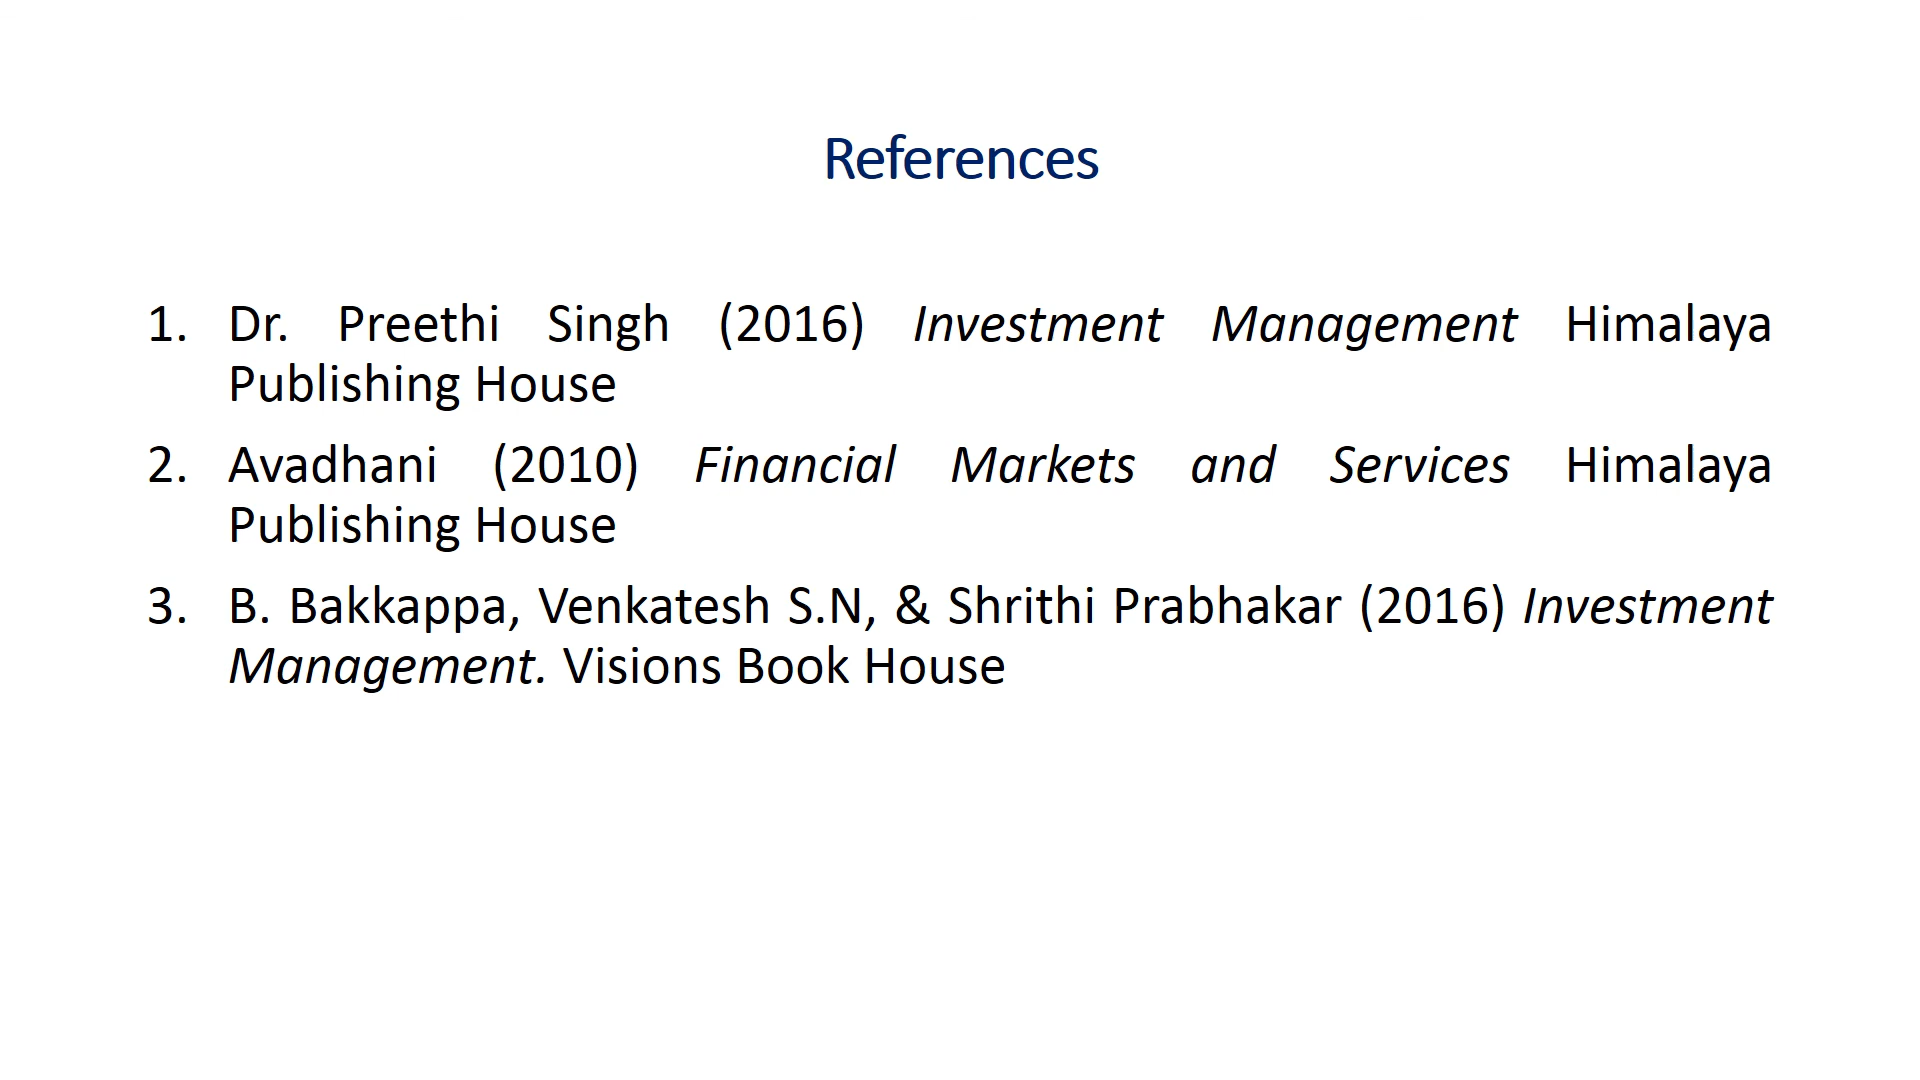 References
1. Dr. Preethi Singh (2016) Investment Management Himalaya
Publishing House
2. Avadhani (2010) Financial Markets and Services Himalaya
Publishing House
3. B. Bakkappa, Venkatesh S.N, & Shrithi Prabhakar (2016) Investment
Management. Visions Book House